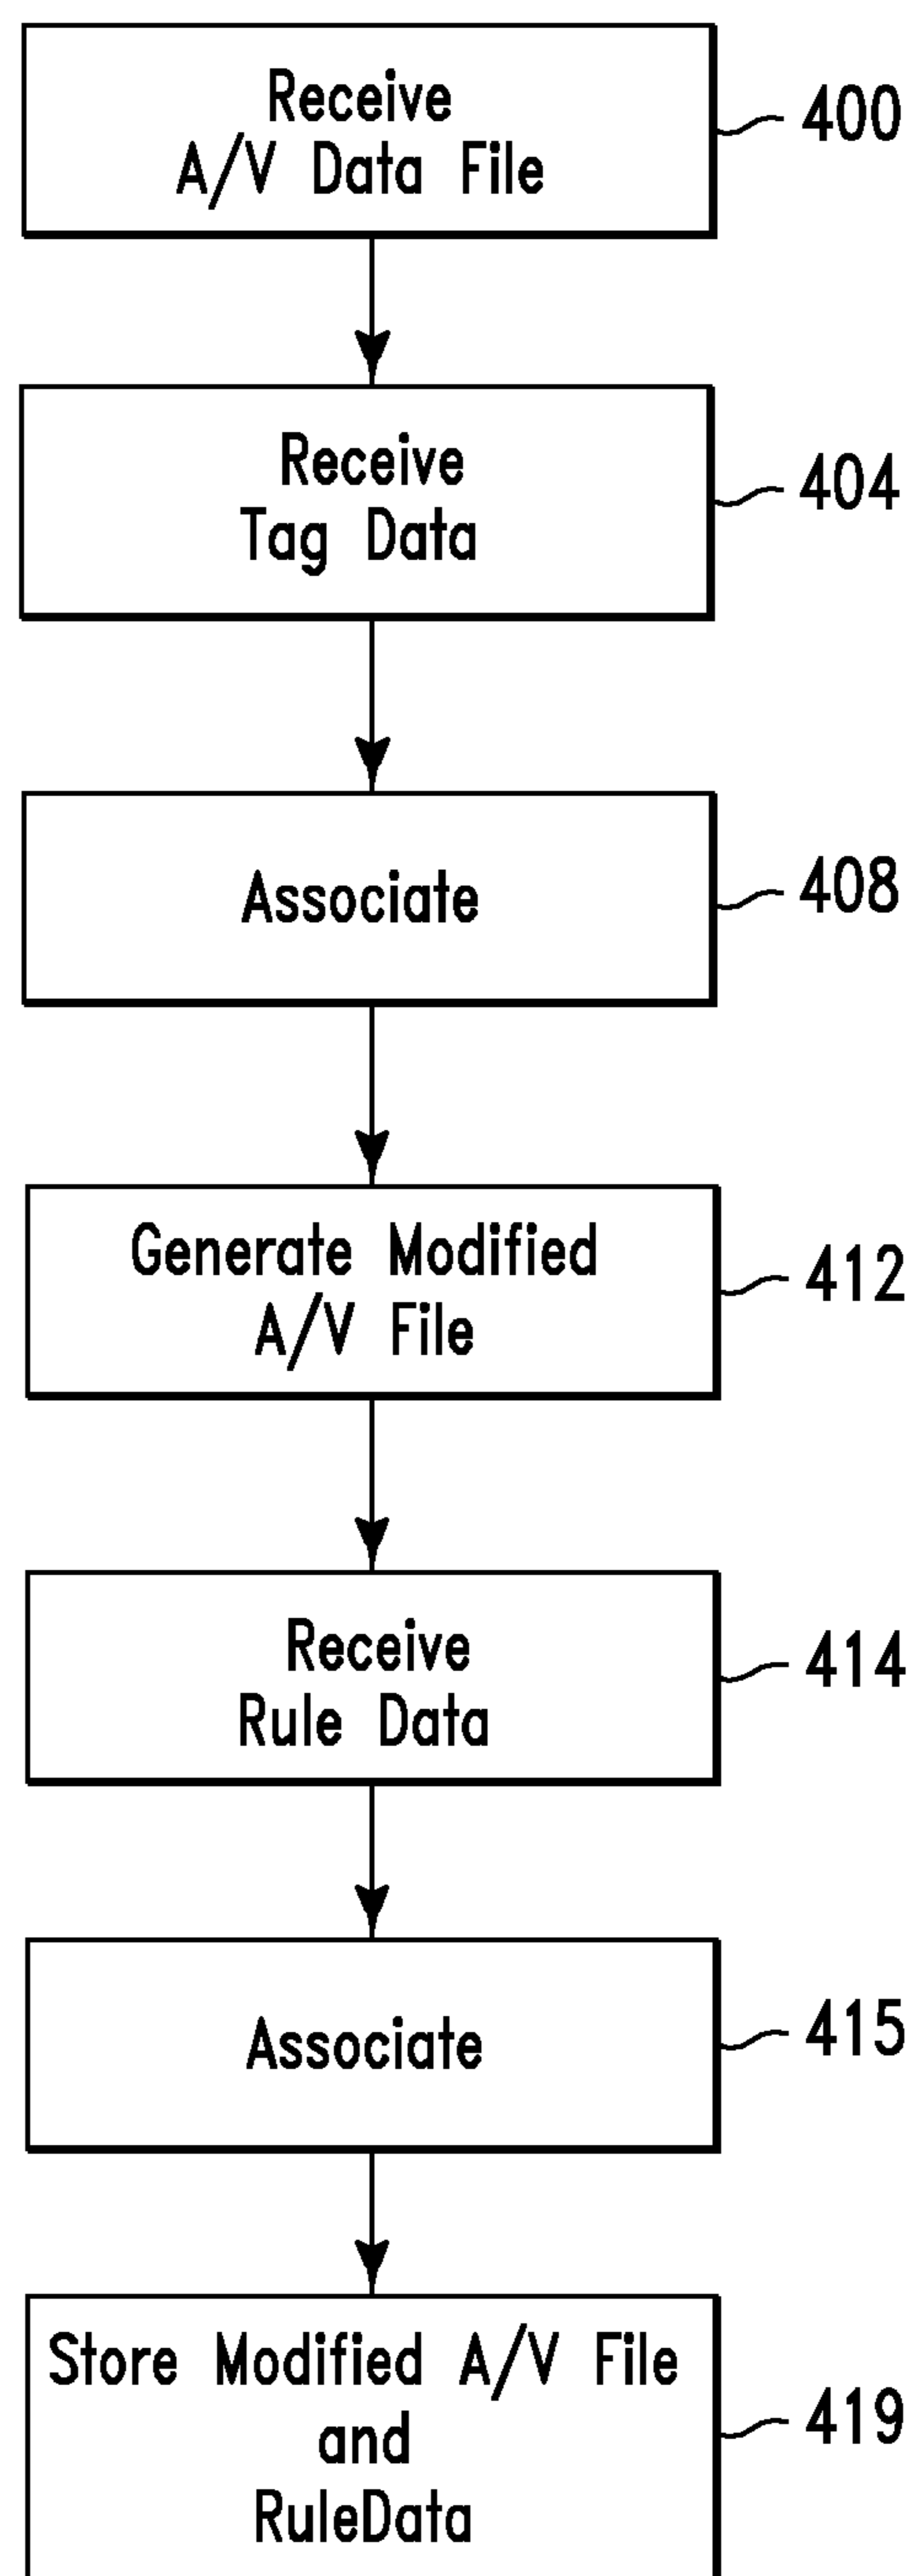 Receive
A/V Data File
400
Receive
Tag Data
404
Associate
408
Generate Modified
A/V File
412
Receive
Rule Data
414
Associate
415
Store Modified A/V File
and
RuleData
419